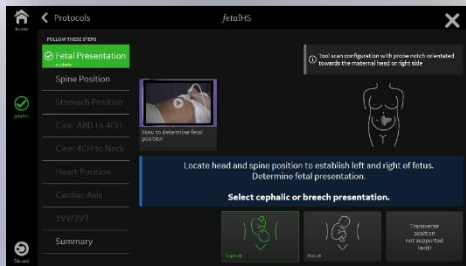 Protocols
fetalHS
FOLLOW THESE STEPS
Fetal Presentation
Spine Position
Stomach Position
Cine: ABD to 4CH
Cine: 4CH to Neck
Heart Position
Cardiac Axis
3VV/3VT
Summary
Tool scan configuration with probe notch orientated
towards the maternal head or right side
How to determine fetal
position
Locate head and spine position to establish left and right of fetus.
Determine fetal presentation.
Select cephalic or breech presentation.
Cephalic
Breech
Transverse
position
not supported
(exit)